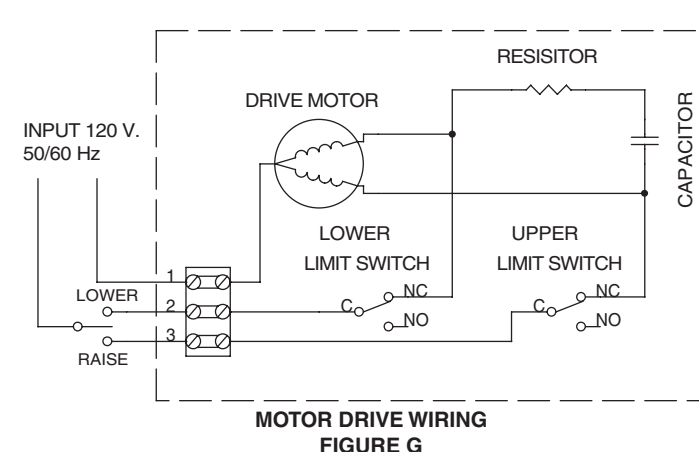 RESISITOR
DRIVE MOTOR
CAPACITOR
INPUT 120 V.
50/60 Hz
LOWER
LIMIT SWITCH
UPPER
LIMIT SWITCH
1
LOWER
2
C
NC
NO
C
NC
NO
3
RAISE
MOTOR DRIVE WIRING
FIGURE G